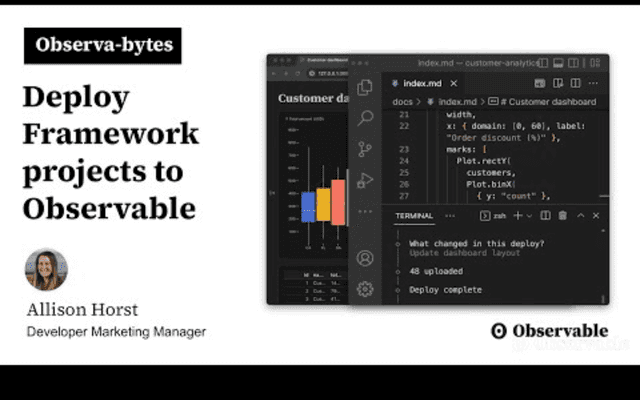 Observa-bytes
Deploy
Framework
projects to
Observable
Allison Horst
Developer Marketing Manager
Customer da
index.md — customer-analytics
index.md
docs > index.md > # Customer dashboard
21 width,
22 x: { domain: [0, 60], label:
"Order discount (%)" },
23 marks: [
24 Plot.rectY(
25 customers,
26 Plot.binX(
27 { y: "count" },
TERMINAL
zsh
What changed in this deploy?
Update dashboard layout
48 uploaded
Deploy complete
Observable